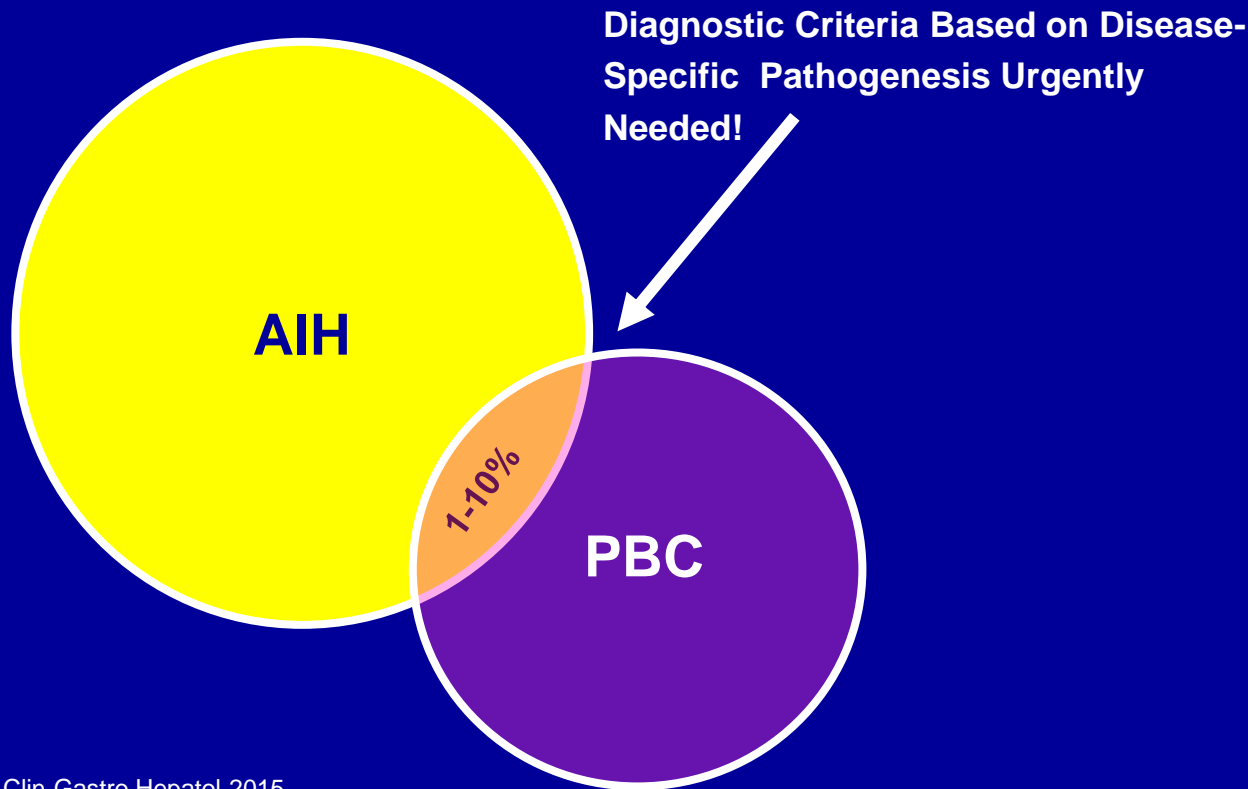 Diagnostic Criteria Based on Disease-
Specific Pathogenesis Urgently
Needed!
AIH
1-10%
PBC
Clin Gastro Hepatol 2015